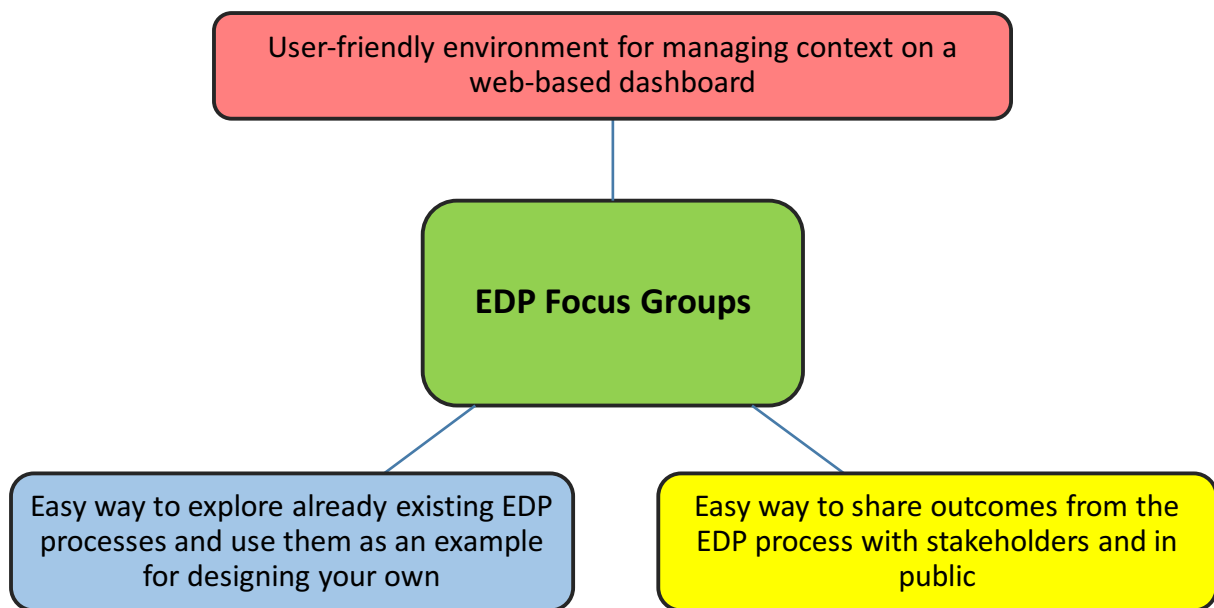 User-friendly environment for managing context on a
web-based dashboard
EDP Focus Groups
Easy way to explore already existing EDP
processes and use them as an example
for designing your own
Easy way to share outcomes from the
EDP process with stakeholders and in
public